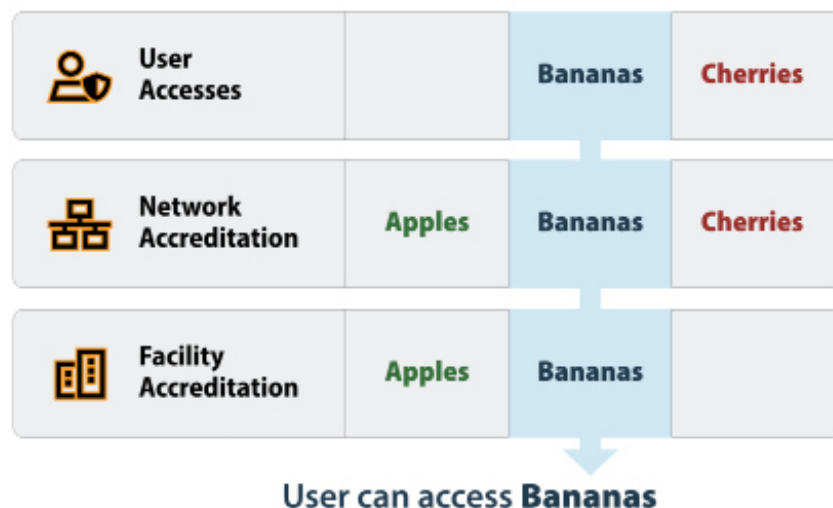 User
Accesses
Bananas
Cherries
Network
Accreditation
Apples
Bananas
Cherries
Facility
Accreditation
Apples
Bananas
User can access Bananas